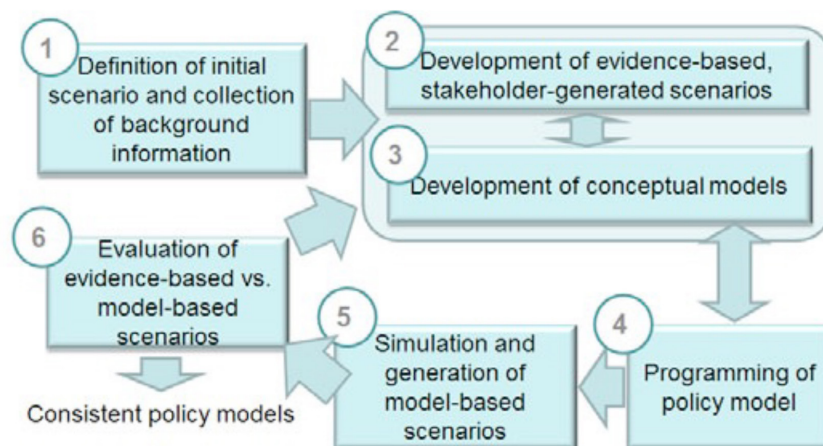 1
Definition of initial
scenario and collection
of background
information
2
Development of evidence-based,
stakeholder-generated scenarios
3
Development of conceptual models
6
Evaluation of
evidence-based vs.
model-based
scenarios
Consistent policy models
5
Simulation and
generation of
model-based
scenarios
4
Programming of
policy model